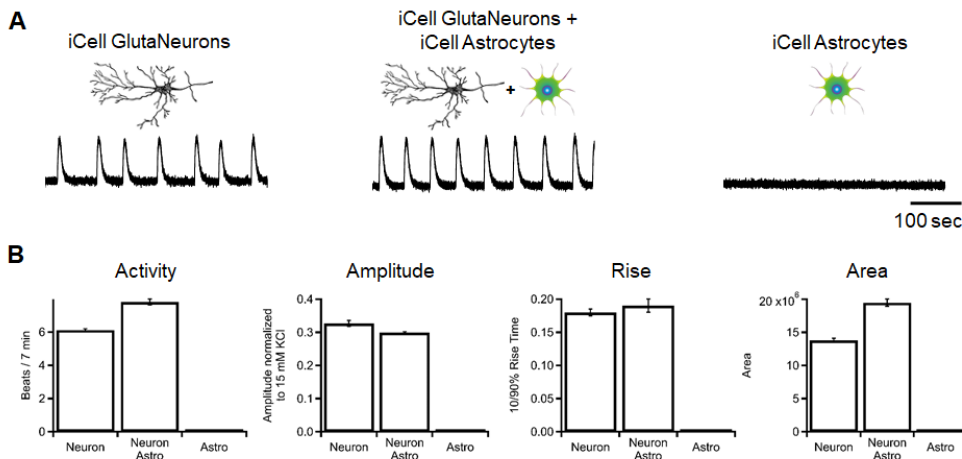 A
iCell GlutaNeurons
iCell GlutaNeurons +
iCell Astrocytes
iCell Astrocytes
+
100 sec
B
Activity
Beats / 7 min
6
4
2
0
Neuron
Neuron
Astro
Astro
Amplitude
Amplitude normalized
to 15 mM KCl
0.4
0.3
0.2
0.1
0.0
Neuron
Neuron
Astro
Astro
Rise
10/90% Rise Time
0.20
0.15
0.10
0.05
0.00
Neuron
Neuron
Astro
Astro
Area
Area
20 x10⁶
15
10
5
0
Neuron
Neuron
Astro
Astro